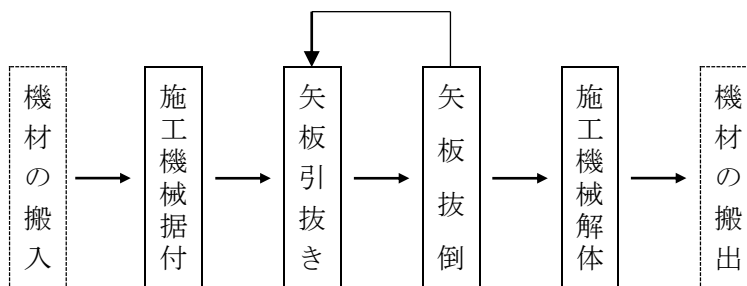 機材の搬入
施工機械据付
矢板引抜き
矢板抜倒
施工機械解体
機材の搬出